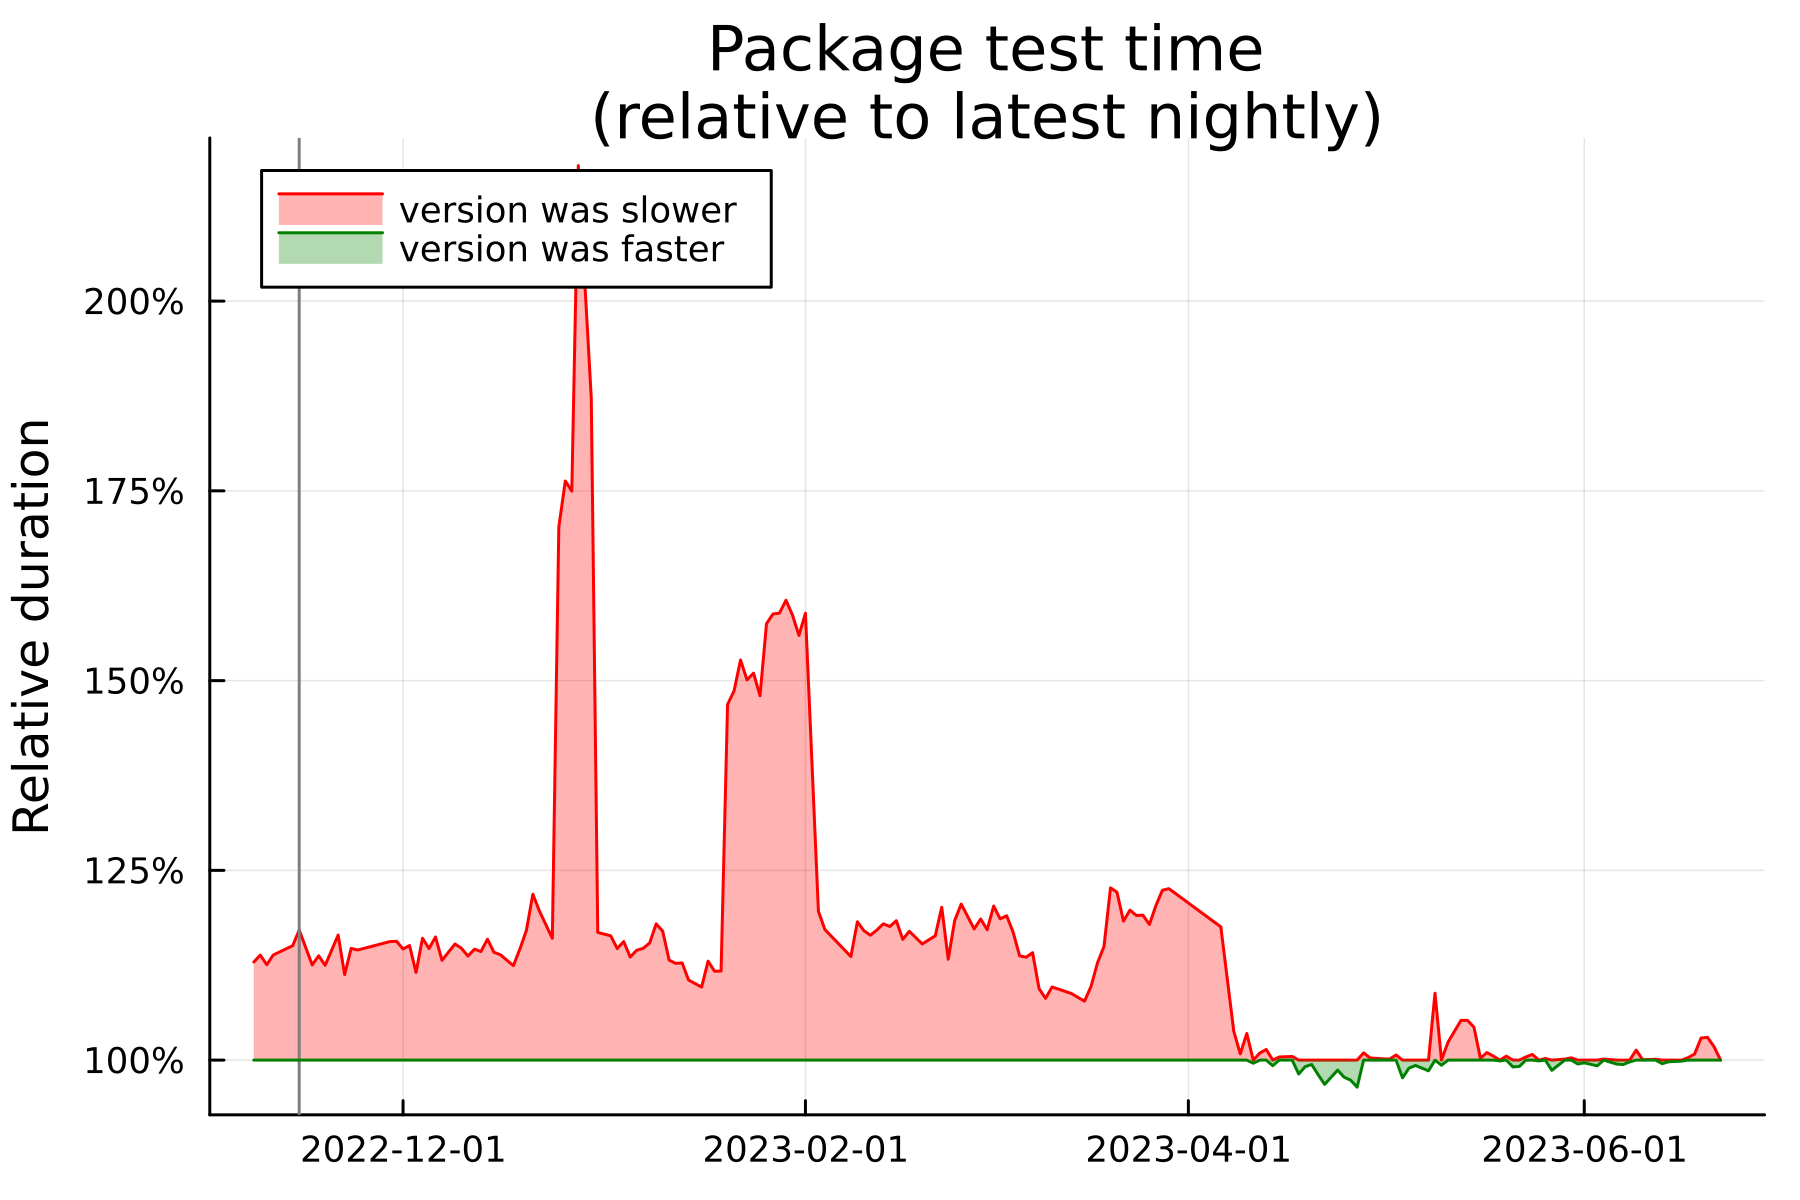 Package test time
(relative to latest nightly)
version was slower
version was faster
Relative duration
200%
175%
150%
125%
100%
2022-12-01
2023-02-01
2023-04-01
2023-06-01